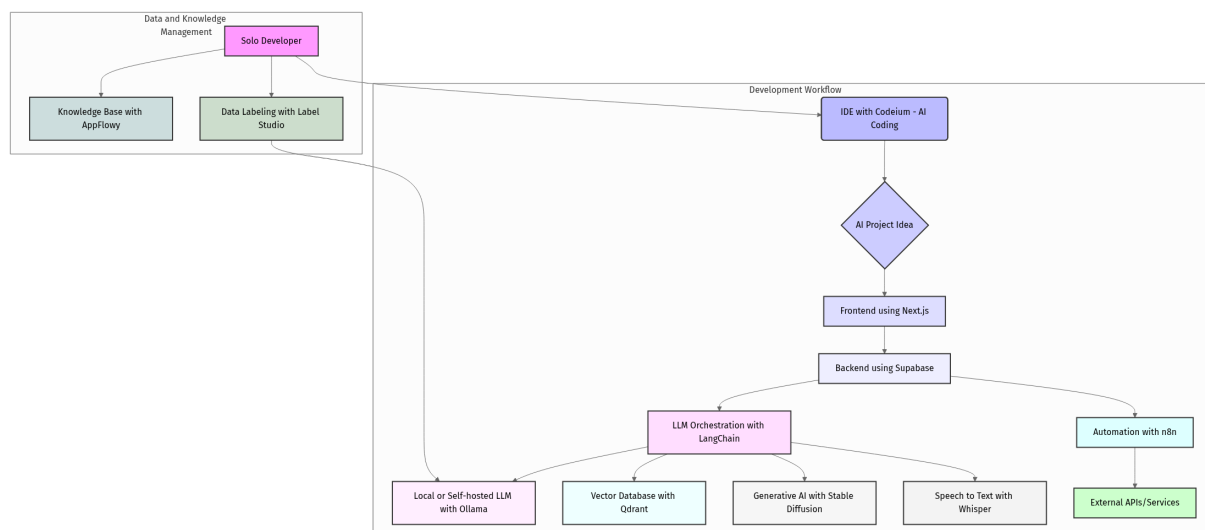 Data and Knowledge
Management
Solo Developer
Knowledge Base with
AppFlowy
Data Labeling with Label
Studio
Development Workflow
IDE with Codeium - AI
Coding
AI Project Idea
Frontend using Next.js
Backend using Supabase
LLM Orchestration with
LangChain
Automation with n8n
Local or Self-hosted LLM
with Ollama
Vector Database with
Qdrant
Generative AI with Stable
Diffusion
Speech to Text with
Whisper
External APIs/Services